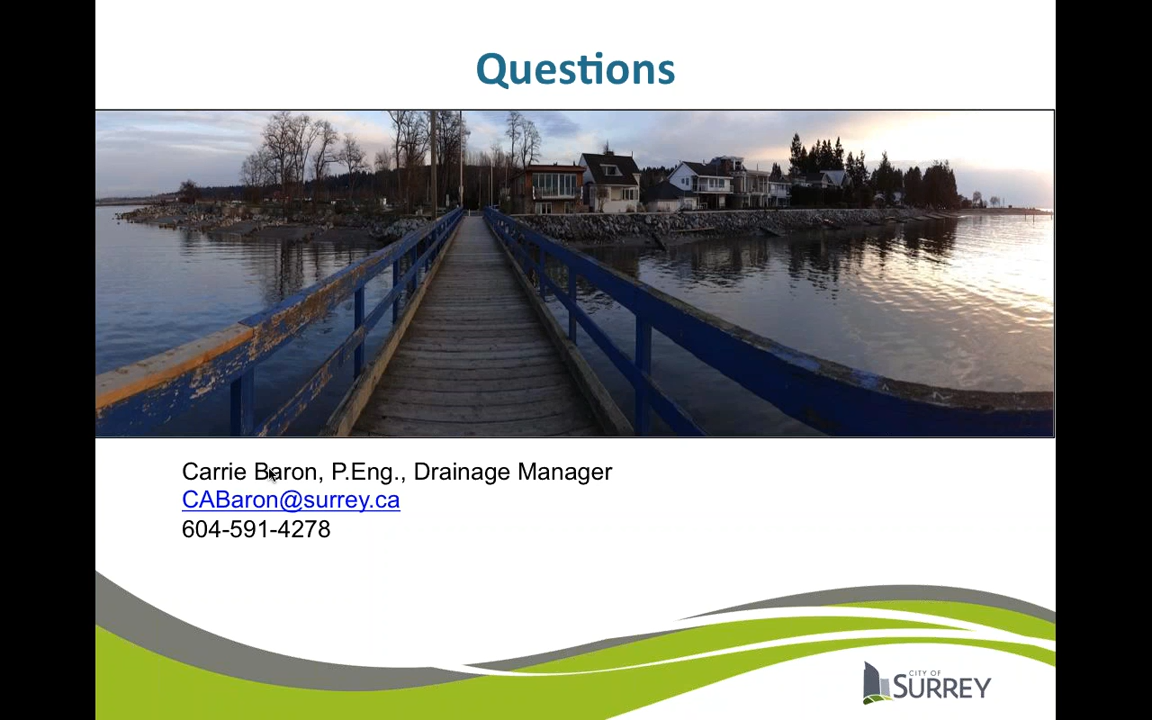 Questions
Carrie Baron, P.Eng., Drainage Manager
CABaron@surrey.ca
604-591-4278
CITY OF
SURREY